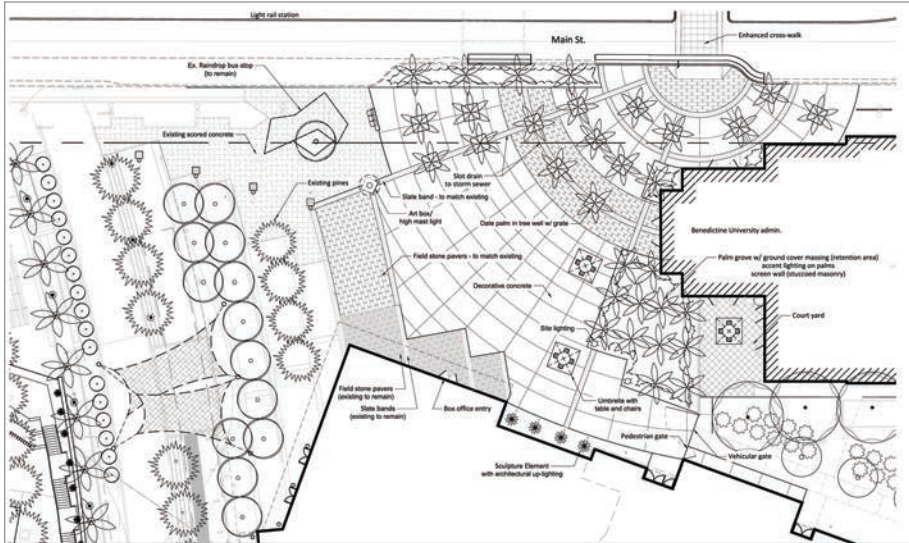 Light rail station
Main St.
Enhanced cross-walk
Ex. Raindrop bus stop
(to remain)
Existing scored concrete
Existing pines
Slot drain
to storm sewer
Slate band - to match existing
Art box/
high mast light
Date palm in tree well w/ grate
Field stone pavers - to match existing
Decorative concrete
Benedictine University admin.
Palm grove w/ ground cover massing (retention area)
accent lighting on palms
screen wall (stuccoed masonry)
Court yard
Site lighting
Field stone pavers
(existing to remain)
Slate bands
(existing to remain)
Box office entry
Umbrella with
table and chairs
Pedestrian gate
Vehicular gate
Sculpture Element
with architectural up-lighting